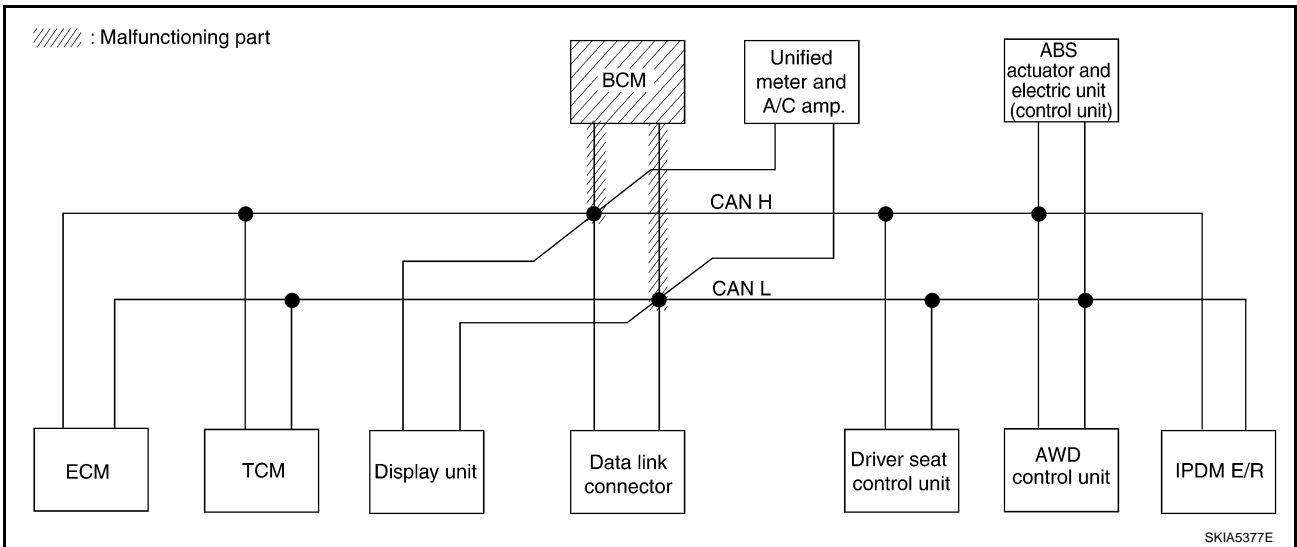 : Malfunctioning part
BCM
Unified
meter and
A/C amp.
ABS
actuator and
electric unit
(control unit)
CAN H
CAN L
ECM
TCM
Display unit
Data link
connector
Driver seat
control unit
AWD
control unit
IPDM E/R
SKIA5377E